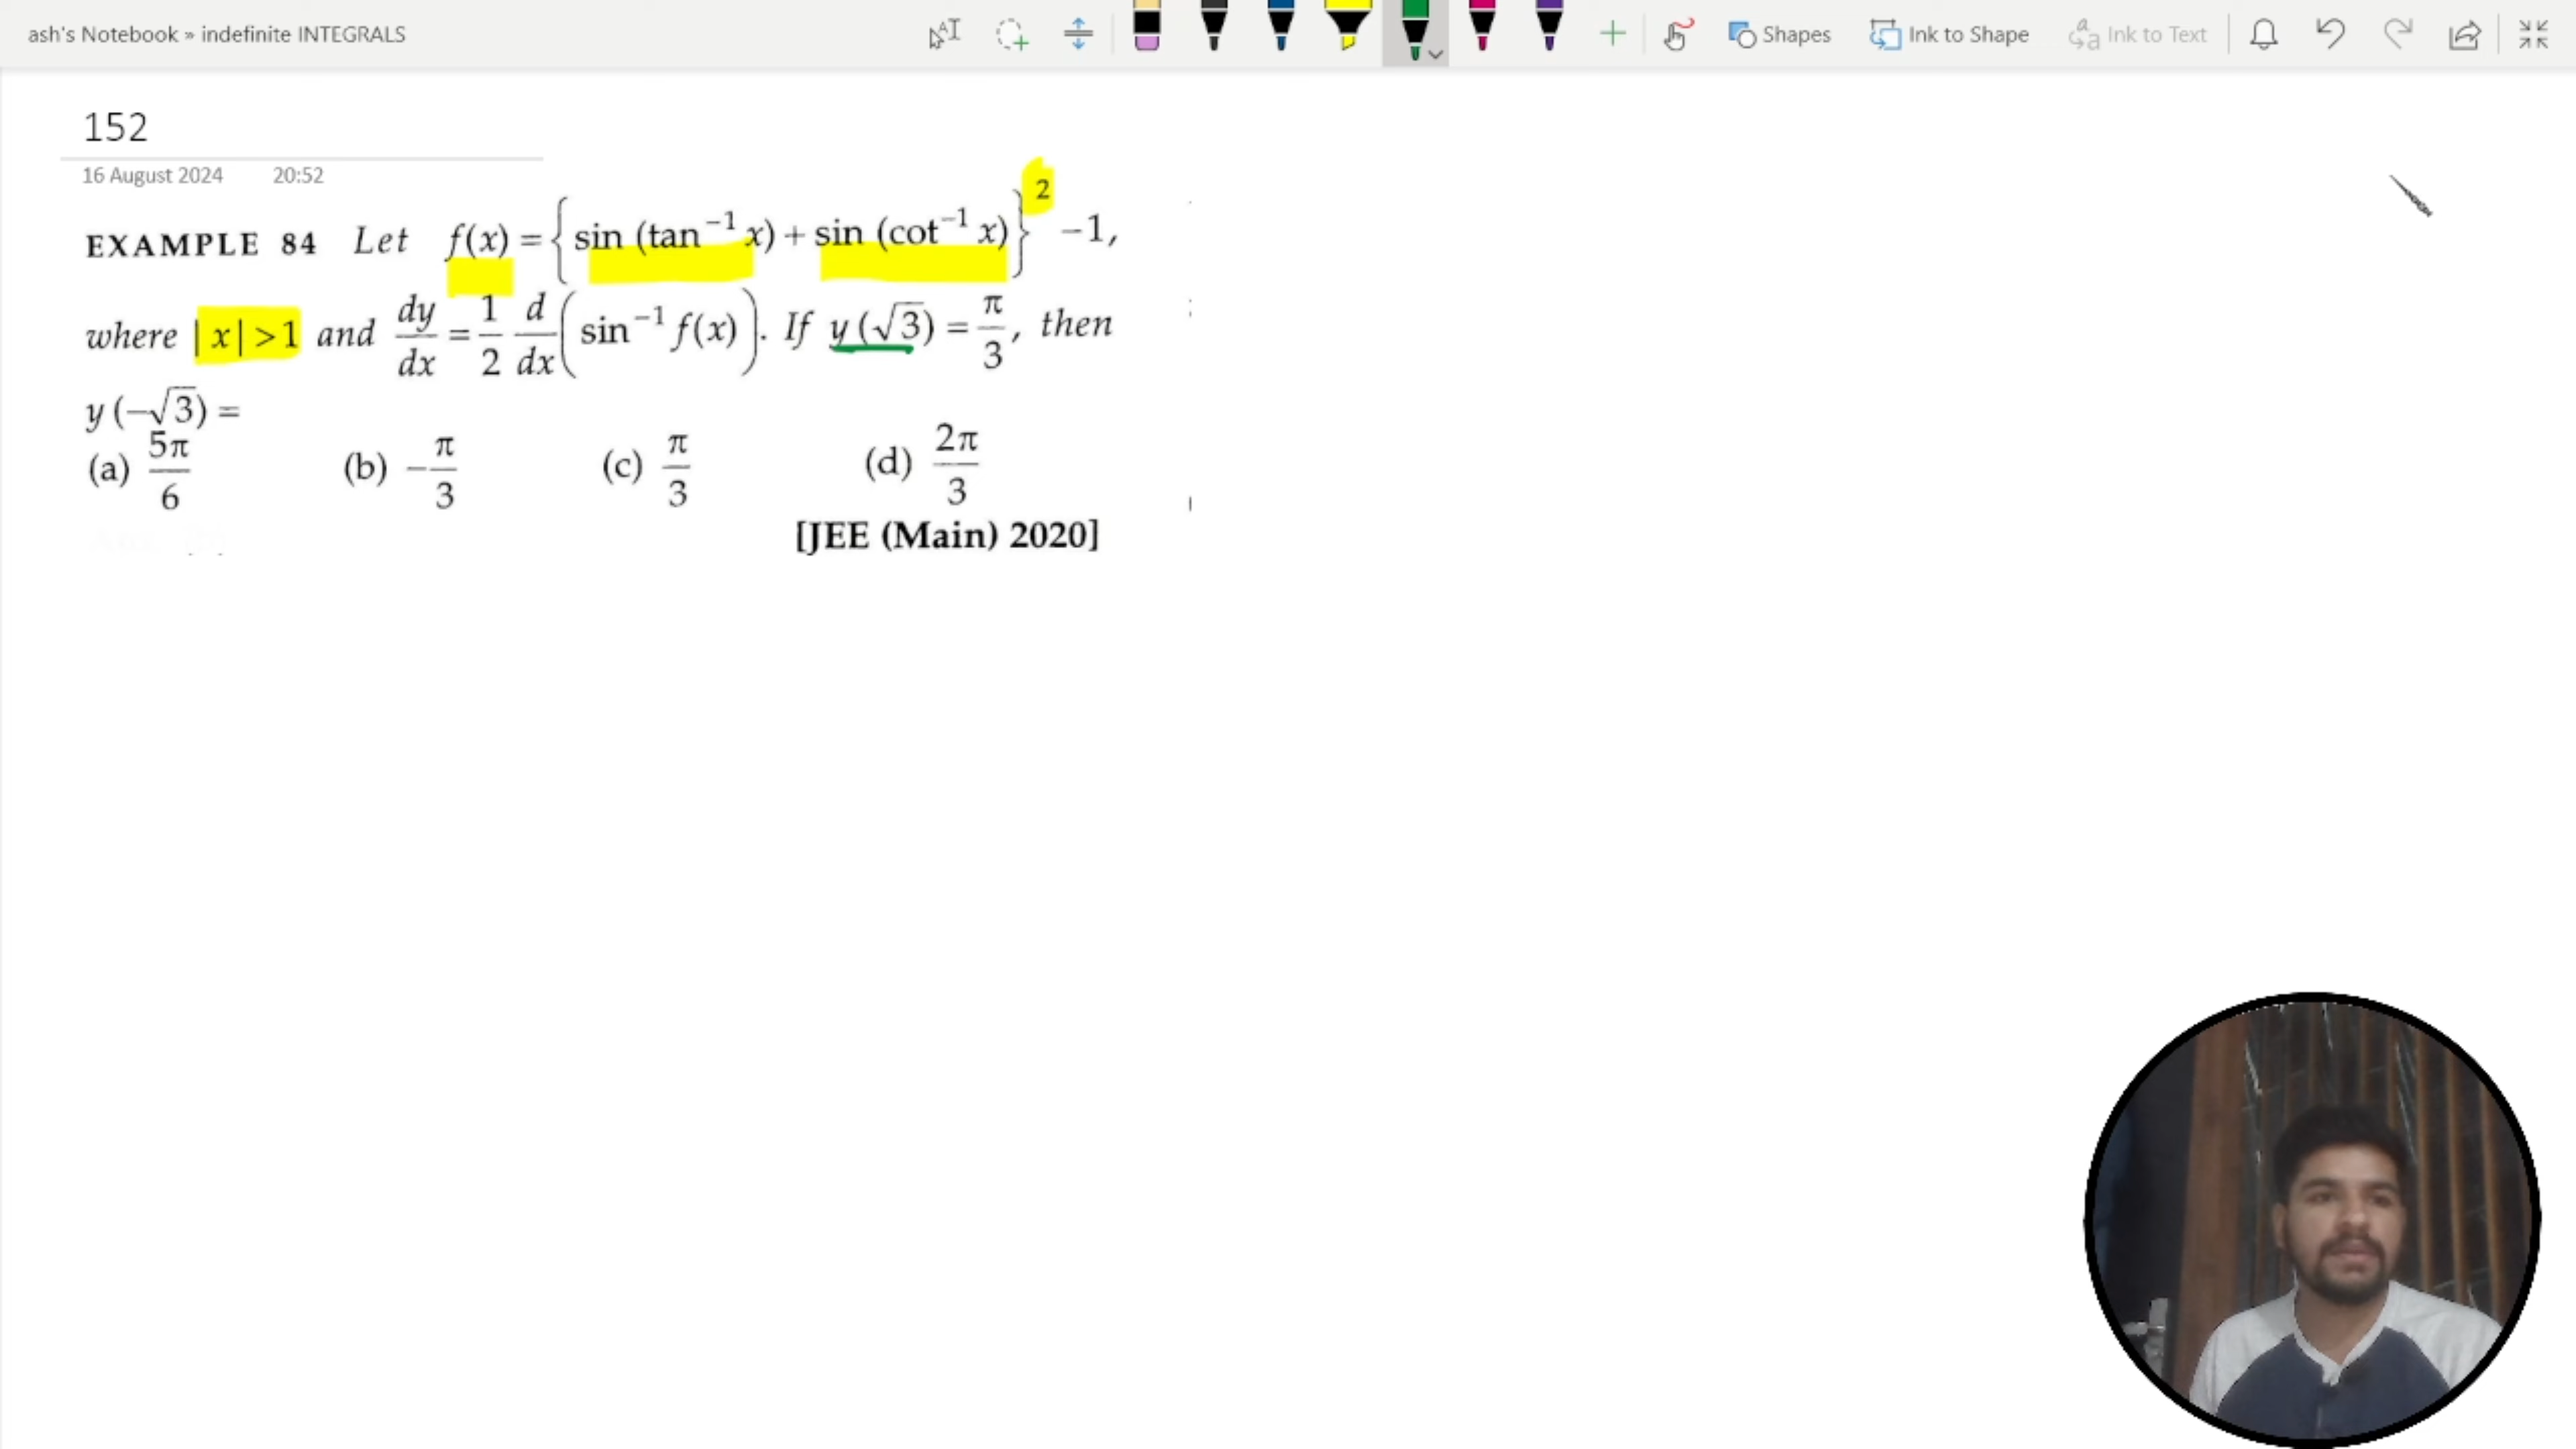 ash's Notebook » indefinite INTEGRALS
Shapes
Ink to Shape
Ink to Text
152
16 August 2024 20:52
EXAMPLE 84 Let f(x) = { sin (tan⁻¹ x) + sin (cot⁻¹ x) }² −1,
where | x | > 1 and dy/dx = 1/2 d/dx ( sin⁻¹ f(x) ). If y (√3) = π/3, then
y (−√3) =
(a) 5π/6 (b) −π/3 (c) π/3 (d) 2π/3
[JEE (Main) 2020]